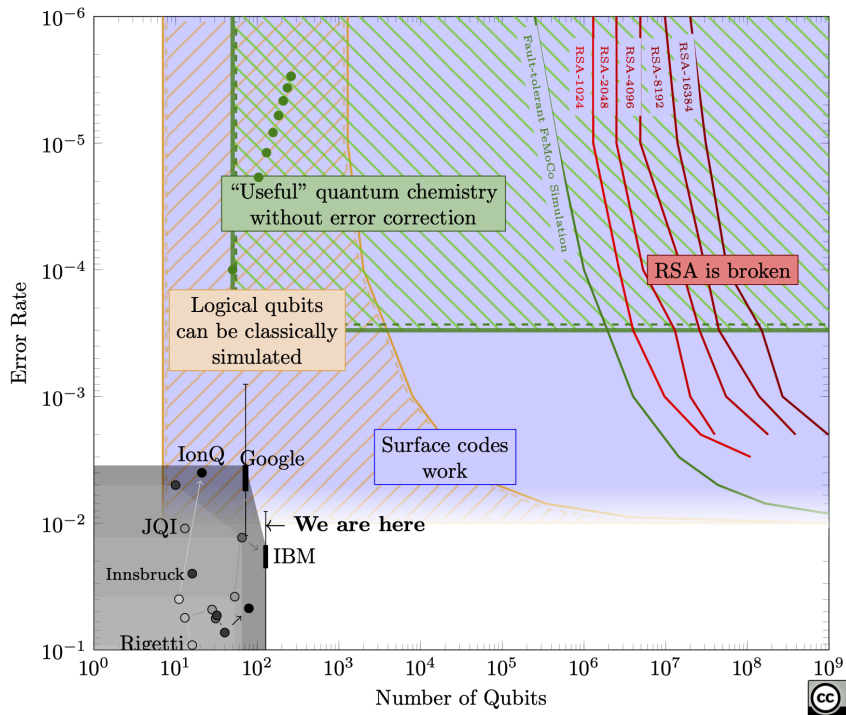 10^-6
10^-5
10^-4
10^-3
10^-2
10^-1
Error Rate
RSA-1024
RSA-2048
RSA-4096
RSA-8192
RSA-16384
Fault-tolerant FeMoCo Simulation
“Useful” quantum chemistry
without error correction
RSA is broken
Logical qubits
can be classically
simulated
Surface codes
work
IonQ
Google
JQI
← We are here
IBM
Innsbruck
Rigetti
10^0
10^1
10^2
10^3
10^4
10^5
10^6
10^7
10^8
10^9
Number of Qubits
cc